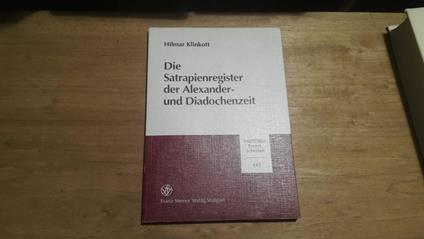 Hilmar Klinkott
Die
Satrapienregister
der Alexander-
und Diadochenzeit
Franz Steiner Verlag Stuttgart